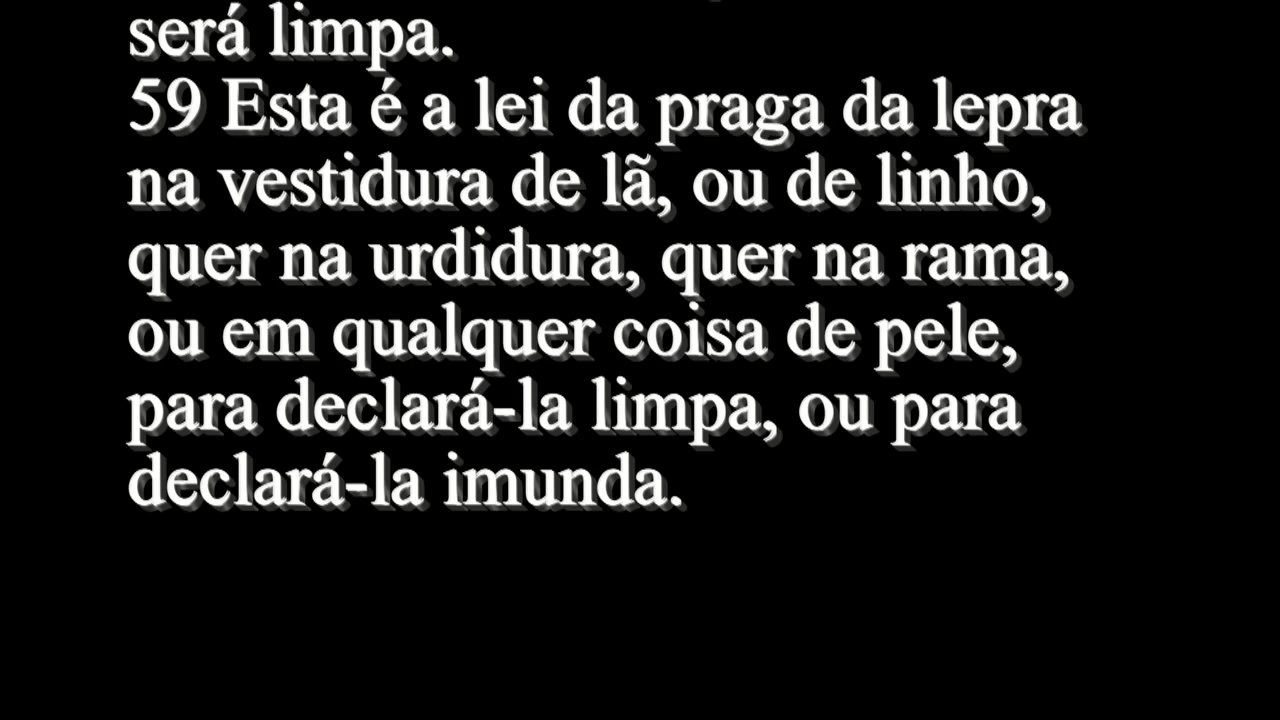 será limpa.
59 Esta é a lei da praga da lepra
na vestidura de lã, ou de linho,
quer na urdidura, quer na rama,
ou em qualquer coisa de pele,
para declará-la limpa, ou para
declará-la imunda.